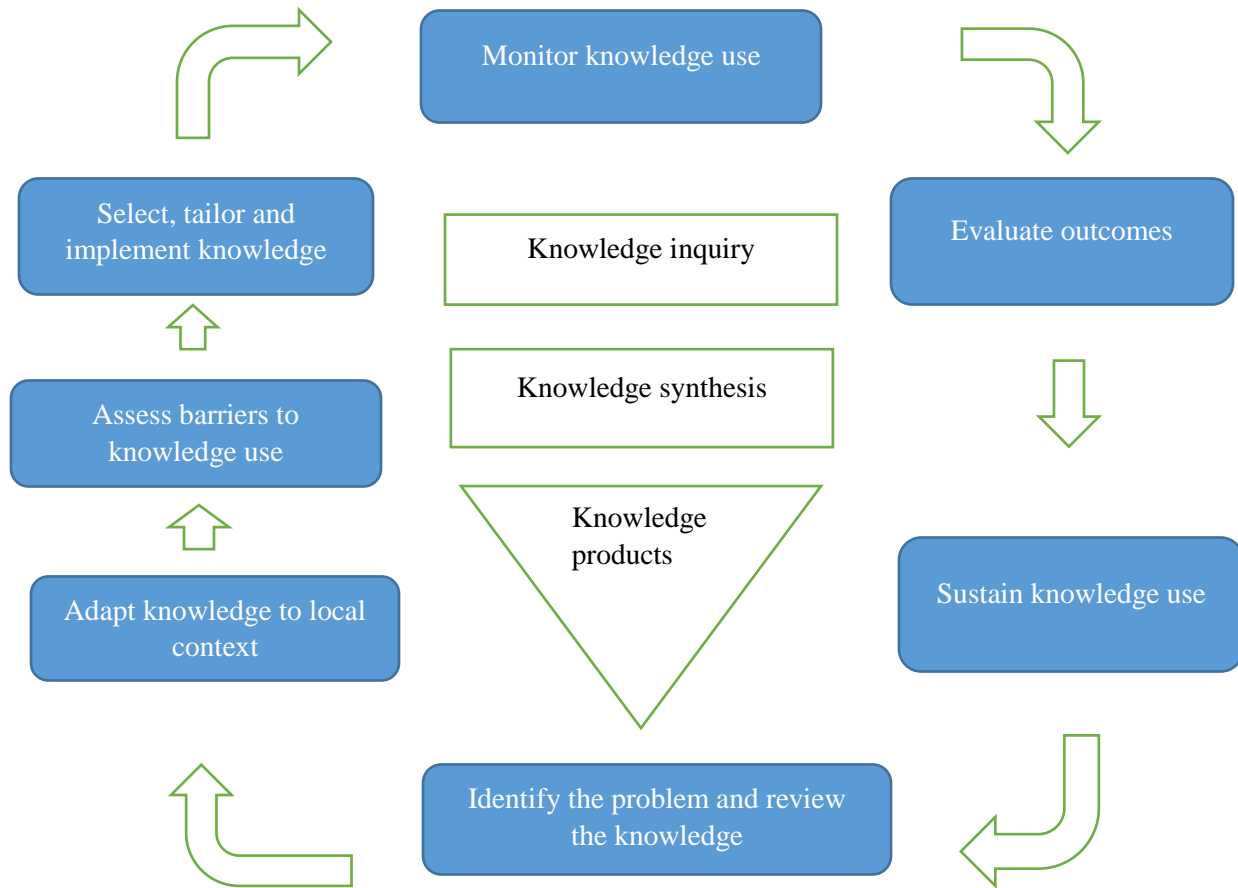 Monitor knowledge use
Select, tailor and
implement knowledge
Knowledge inquiry
Evaluate outcomes
Knowledge synthesis
Assess barriers to
knowledge use
Knowledge
products
Adapt knowledge to local
context
Sustain knowledge use
Identify the problem and review
the knowledge